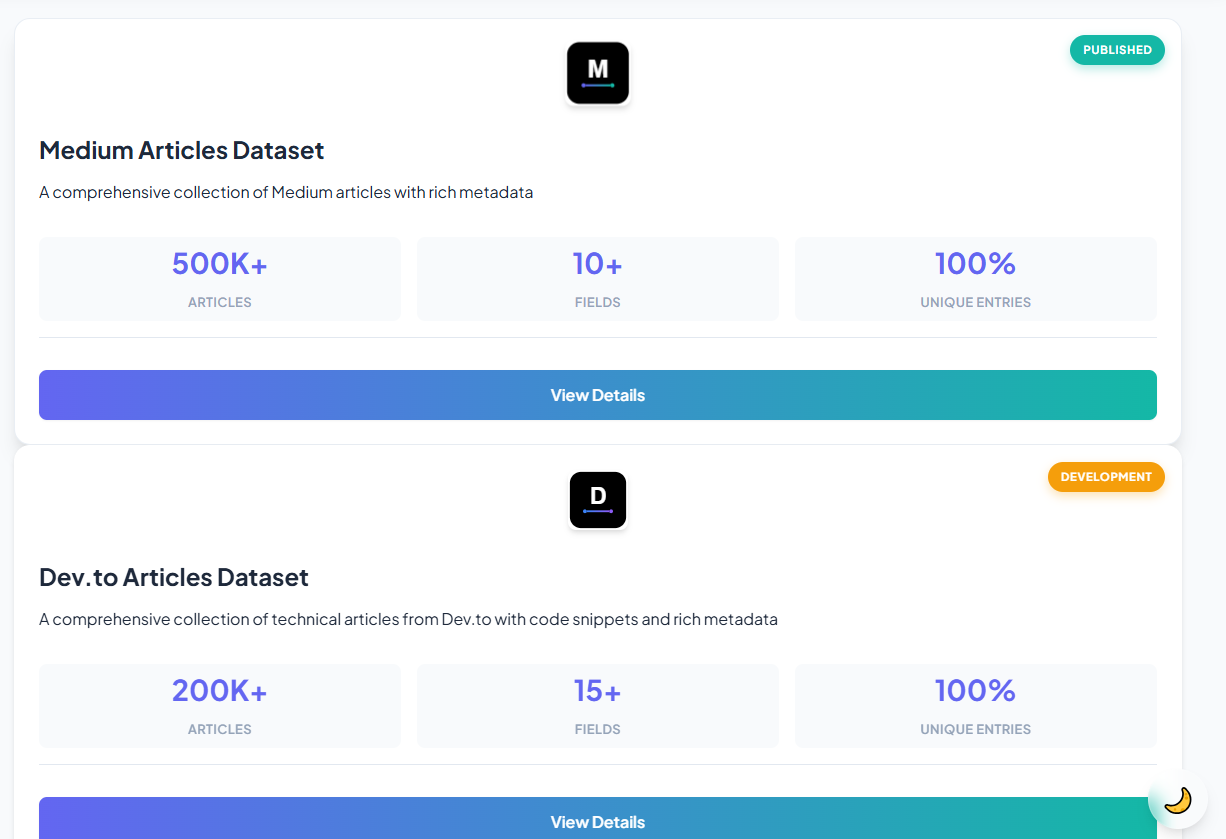 M
PUBLISHED
Medium Articles Dataset
A comprehensive collection of Medium articles with rich metadata
500K+ 10+ 100%
ARTICLES FIELDS UNIQUE ENTRIES
View Details
D
DEVELOPMENT
Dev.to Articles Dataset
A comprehensive collection of technical articles from Dev.to with code snippets and rich metadata
200K+ 15+ 100%
ARTICLES FIELDS UNIQUE ENTRIES
View Details